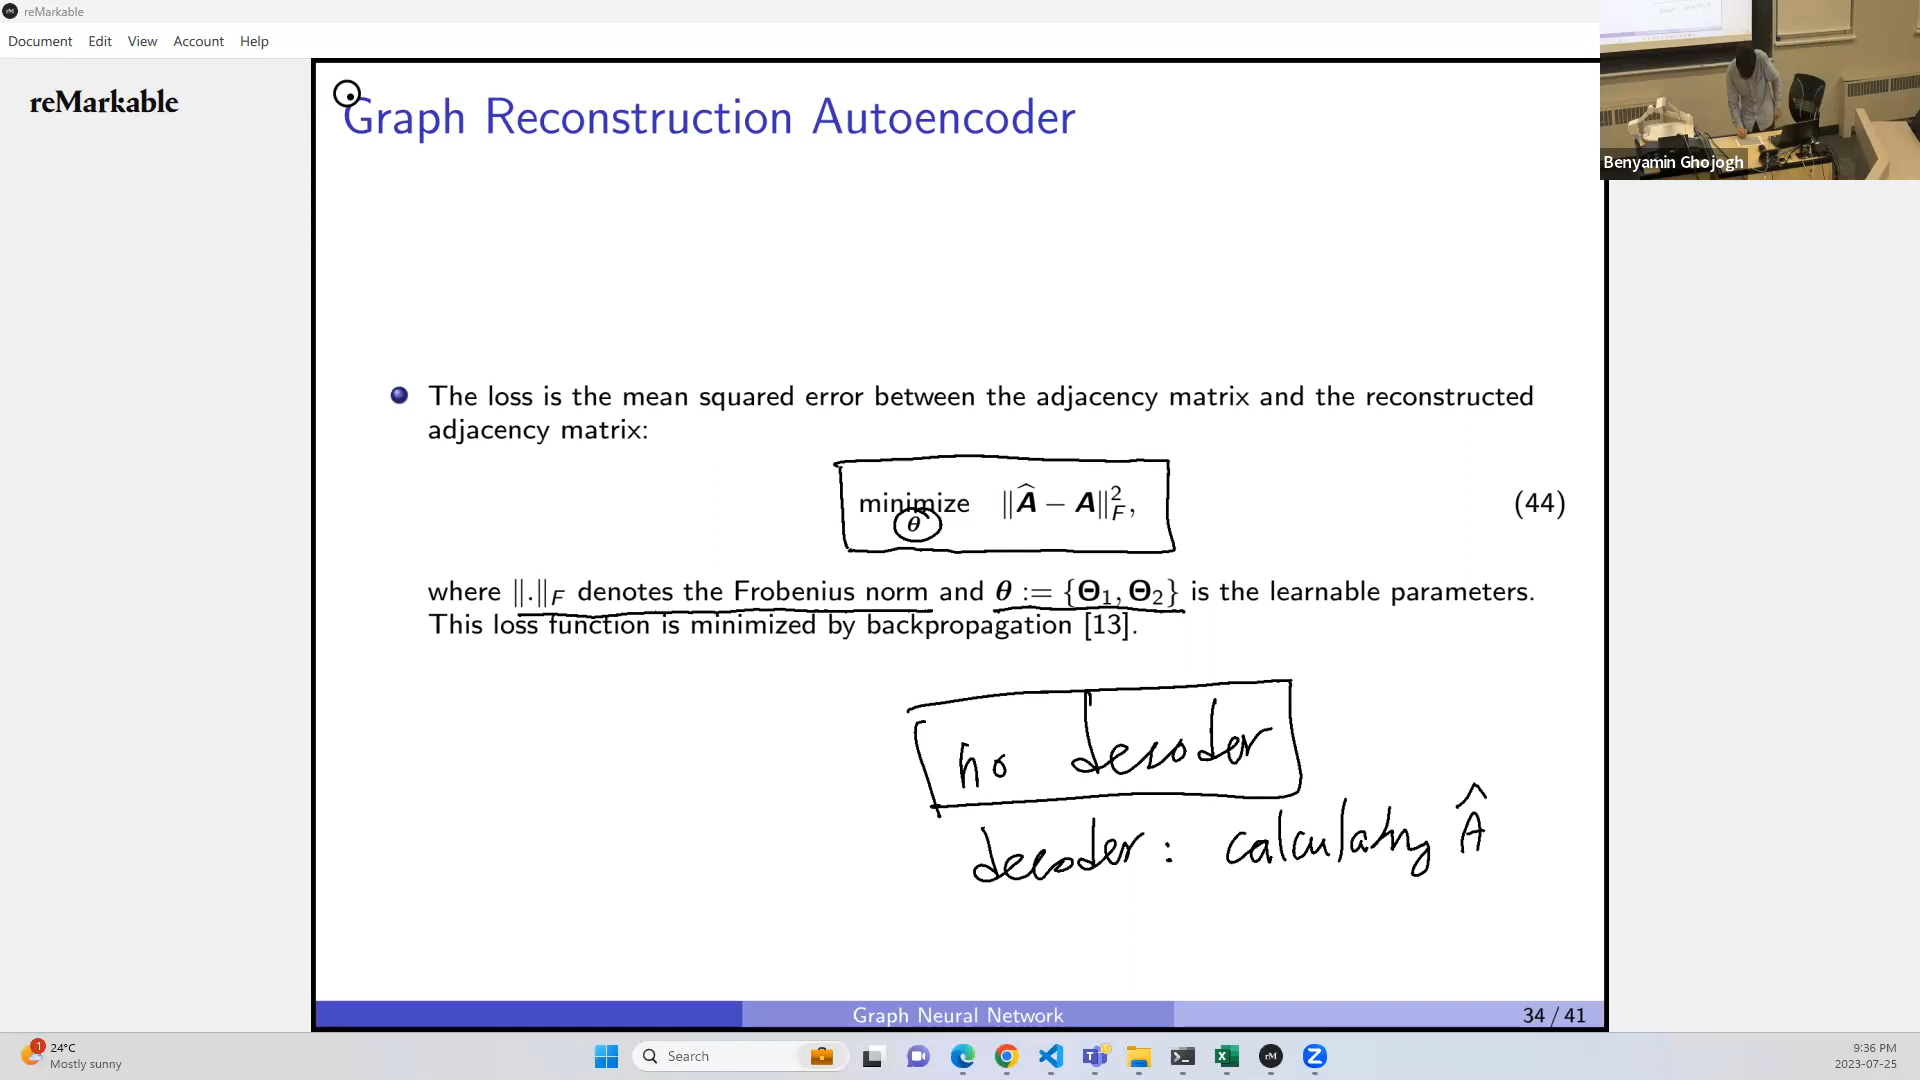 reMarkable
Document Edit View Account Help
reMarkable
Graph Reconstruction Autoencoder
Benyamin Ghojogh
The loss is the mean squared error between the adjacency matrix and the reconstructed
adjacency matrix:
minimize ‖Â − A‖²_F, (44)
θ
where ‖.‖_F denotes the Frobenius norm and θ := {Θ₁, Θ₂} is the learnable parameters.
This loss function is minimized by backpropagation [13].
no decoder
decoder: calculating Â
Graph Neural Network 34 / 41
1 24°C
Mostly sunny
Search
9:36 PM
2023-07-25